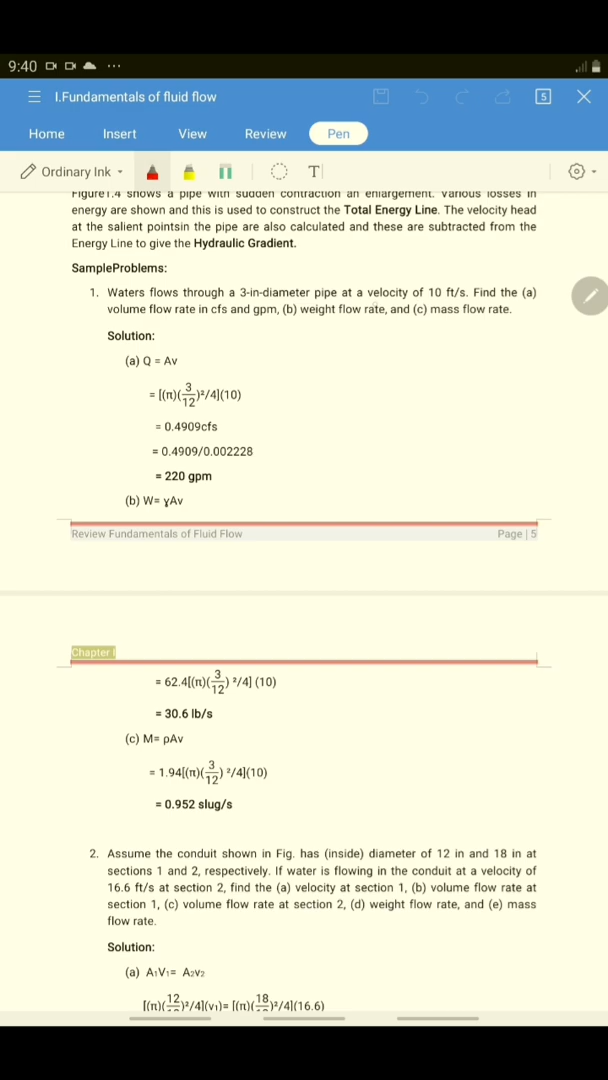 9:40
I.Fundamentals of fluid flow
5
Home Insert View Review Pen
Ordinary Ink T
Figure1.4 shows a pipe with sudden contraction an enlargement. Various losses in
energy are shown and this is used to construct the Total Energy Line. The velocity head
at the salient pointsin the pipe are also calculated and these are subtracted from the
Energy Line to give the Hydraulic Gradient.
SampleProblems:
1. Waters flows through a 3-in-diameter pipe at a velocity of 10 ft/s. Find the (a)
volume flow rate in cfs and gpm, (b) weight flow rate, and (c) mass flow rate.
Solution:
(a) Q = Av
= [(π)(3/12)²/4](10)
= 0.4909cfs
= 0.4909/0.002228
= 220 gpm
(b) W= ɣAv
Review Fundamentals of Fluid Flow Page | 5
Chapter I
= 62.4[(π)(3/12) ²/4] (10)
= 30.6 lb/s
(c) M= ρAv
= 1.94[(π)(3/12) ²/4](10)
= 0.952 slug/s
2. Assume the conduit shown in Fig. has (inside) diameter of 12 in and 18 in at
sections 1 and 2, respectively. If water is flowing in the conduit at a velocity of
16.6 ft/s at section 2, find the (a) velocity at section 1, (b) volume flow rate at
section 1, (c) volume flow rate at section 2, (d) weight flow rate, and (e) mass
flow rate.
Solution:
(a) A₁V₁= A₂v₂
[(π)(12/)²/4](v₁)= [(π)(18/)²/4](16.6)